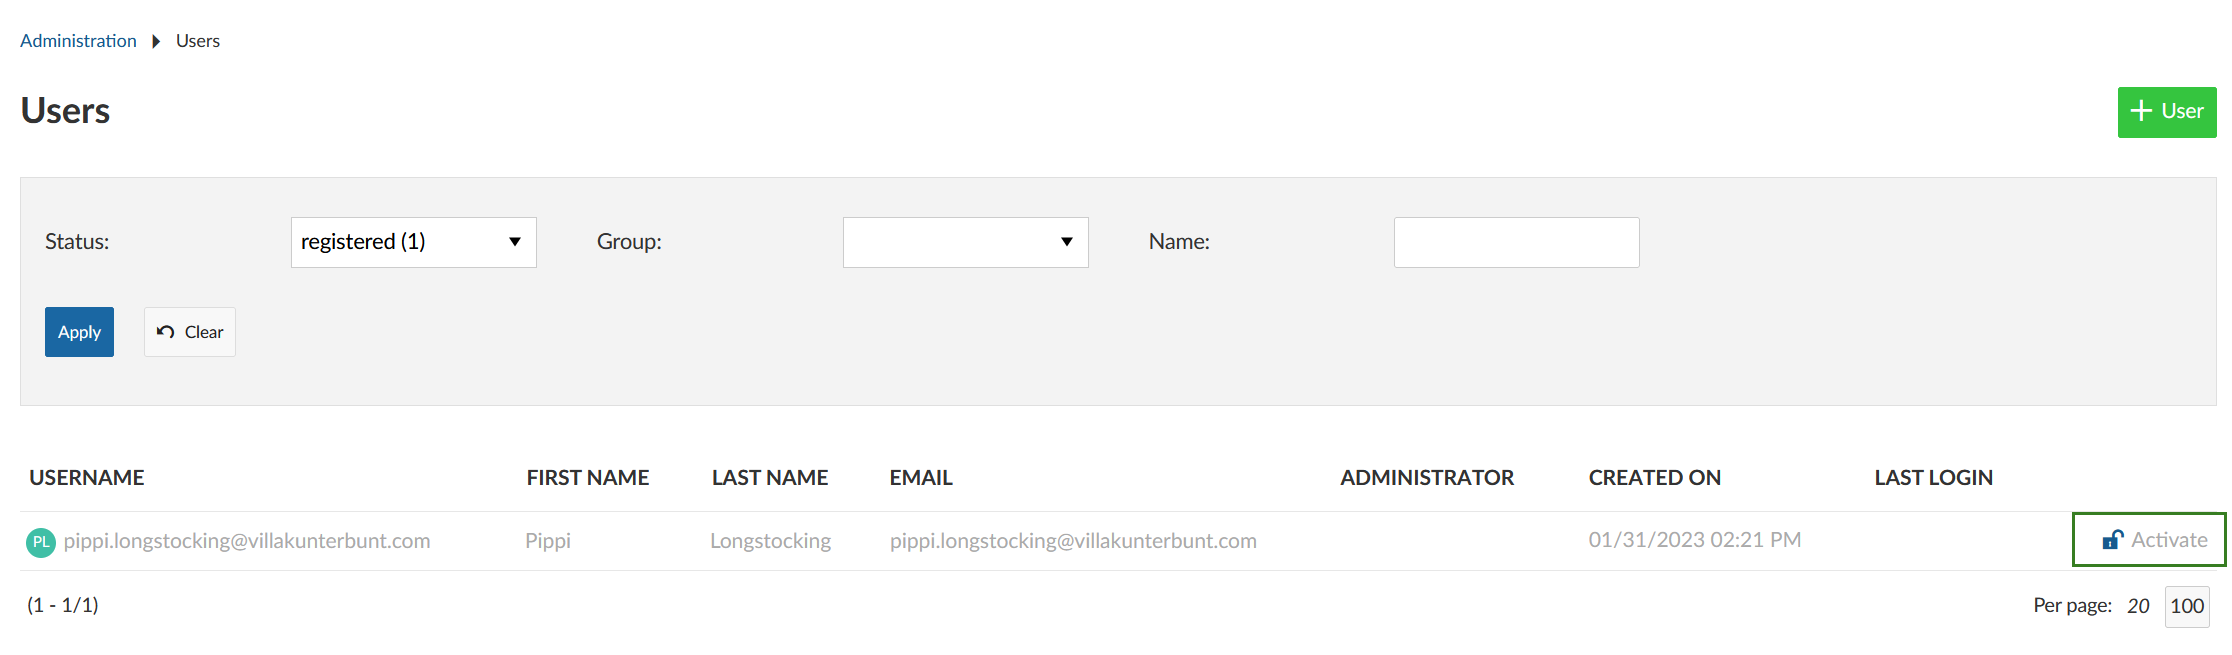 Administration Users
Users
User
Status: registered (1) Group: Name:
Apply Clear
USERNAME FIRST NAME LAST NAME EMAIL ADMINISTRATOR CREATED ON LAST LOGIN
PL pippi.longstocking@villakunterbunt.com Pippi Longstocking pippi.longstocking@villakunterbunt.com 01/31/2023 02:21 PM Activate
(1 - 1/1) Per page: 20 100